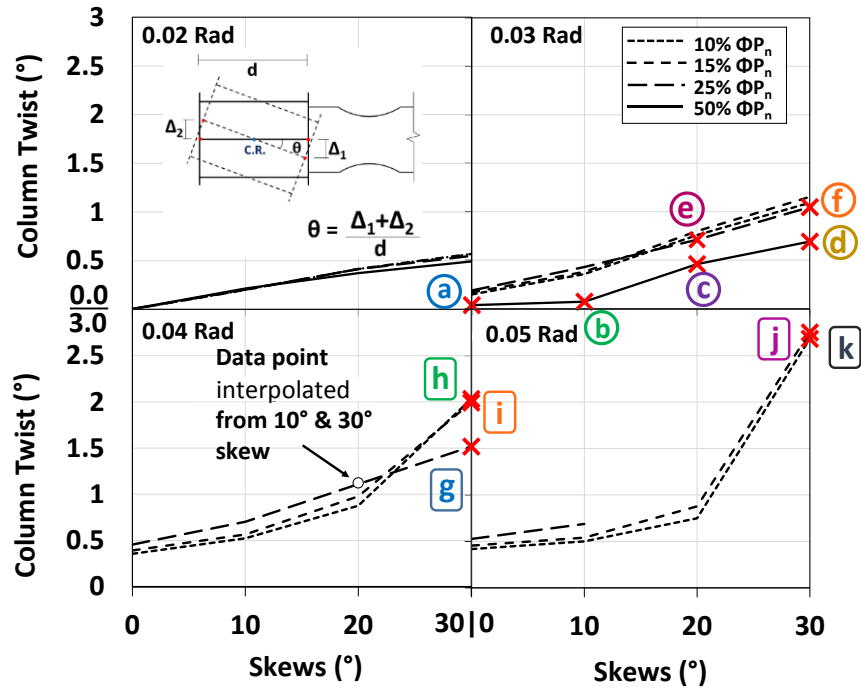 3
2.5
2
1.5
1
0.5
0.0
Column Twist (°)
0.02 Rad
d
Δ₂
C.R.
θ
Δ₁
θ = Δ₁+Δ₂
d
a
0.03 Rad
10% ΦPₙ
15% ΦPₙ
25% ΦPₙ
50% ΦPₙ
e
f
d
c
b
3.0
2.5
2
1.5
1
0.5
0
Column Twist (°)
0.04 Rad
Data point
interpolated
from 10° & 30°
skew
h
i
g
0.05 Rad
j
k
0 10 20 30|0 10 20 30
Skews (°) Skews (°)